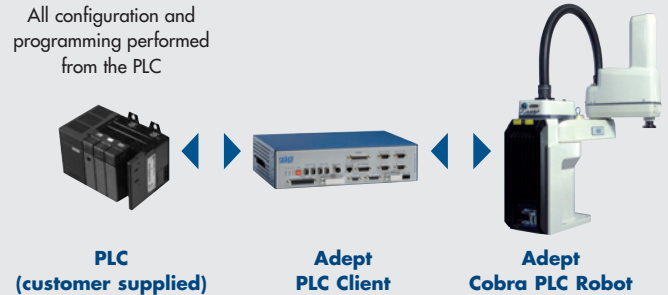 All configuration and
programming performed
from the PLC
PLC
(customer supplied)
Adept
PLC Client
Adept
Cobra PLC Robot